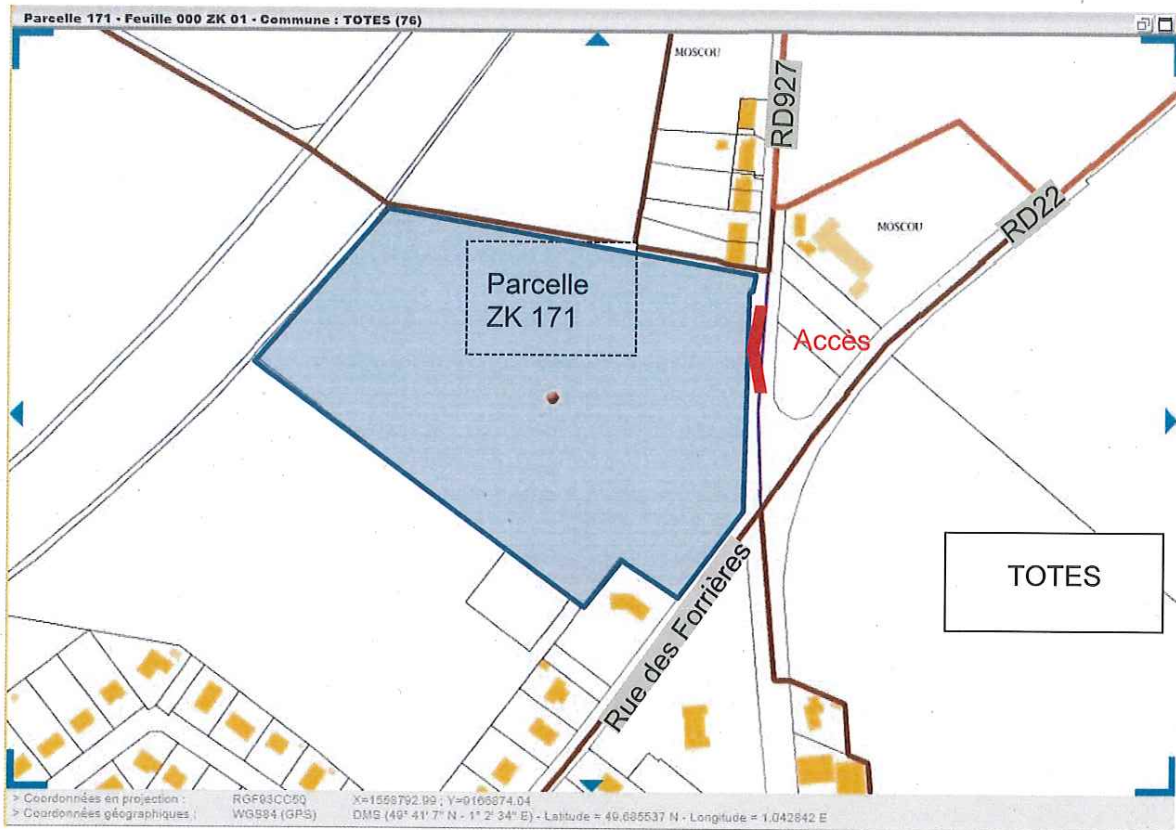 Parcelle 171 - Feuille 000 ZK 01 - Commune : TOTES (76)
MOSCOU
RD927
RD22
MOSCOU
Parcelle
ZK 171
Accès
TOTES
Rue des Forrières
> Coordonnées en projection : RGF93CC50 X=1558792.99 ; Y=9166874.04
> Coordonnées géographiques : WGS84 (GPS) DMS (49° 41' 7" N - 1° 2' 34" E) - Latitude = 49.685537 N - Longitude = 1.042842 E